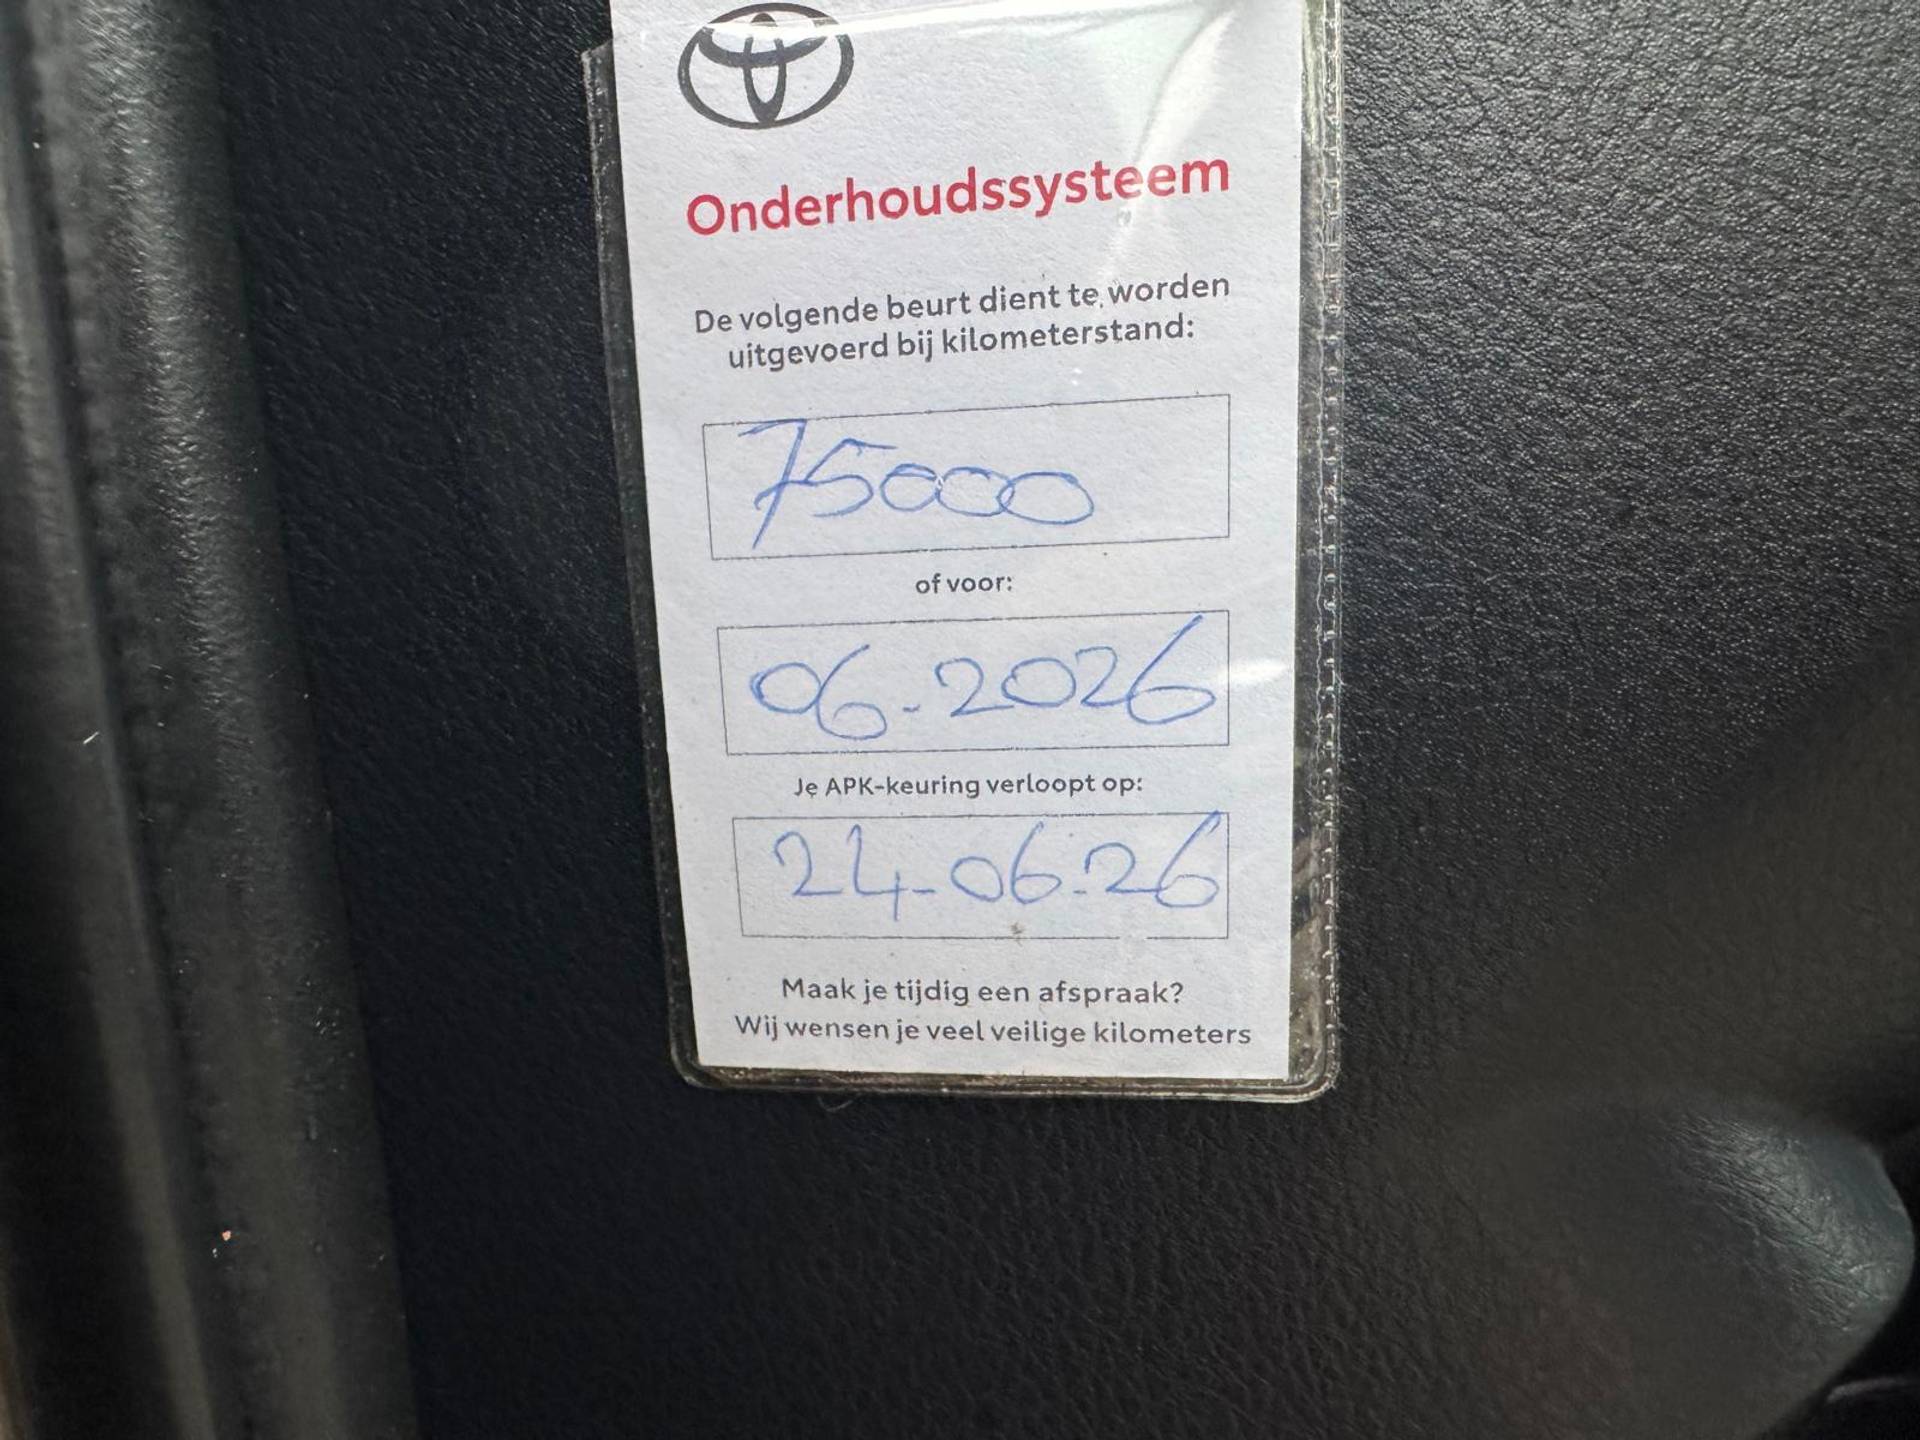 Onderhoudssysteem
De volgende beurt dient te worden
uitgevoerd bij kilometerstand:
75000
of voor:
06-2026
Je APK-keuring verloopt op:
24-06-26
Maak je tijdig een afspraak?
Wij wensen je veel veilige kilometers